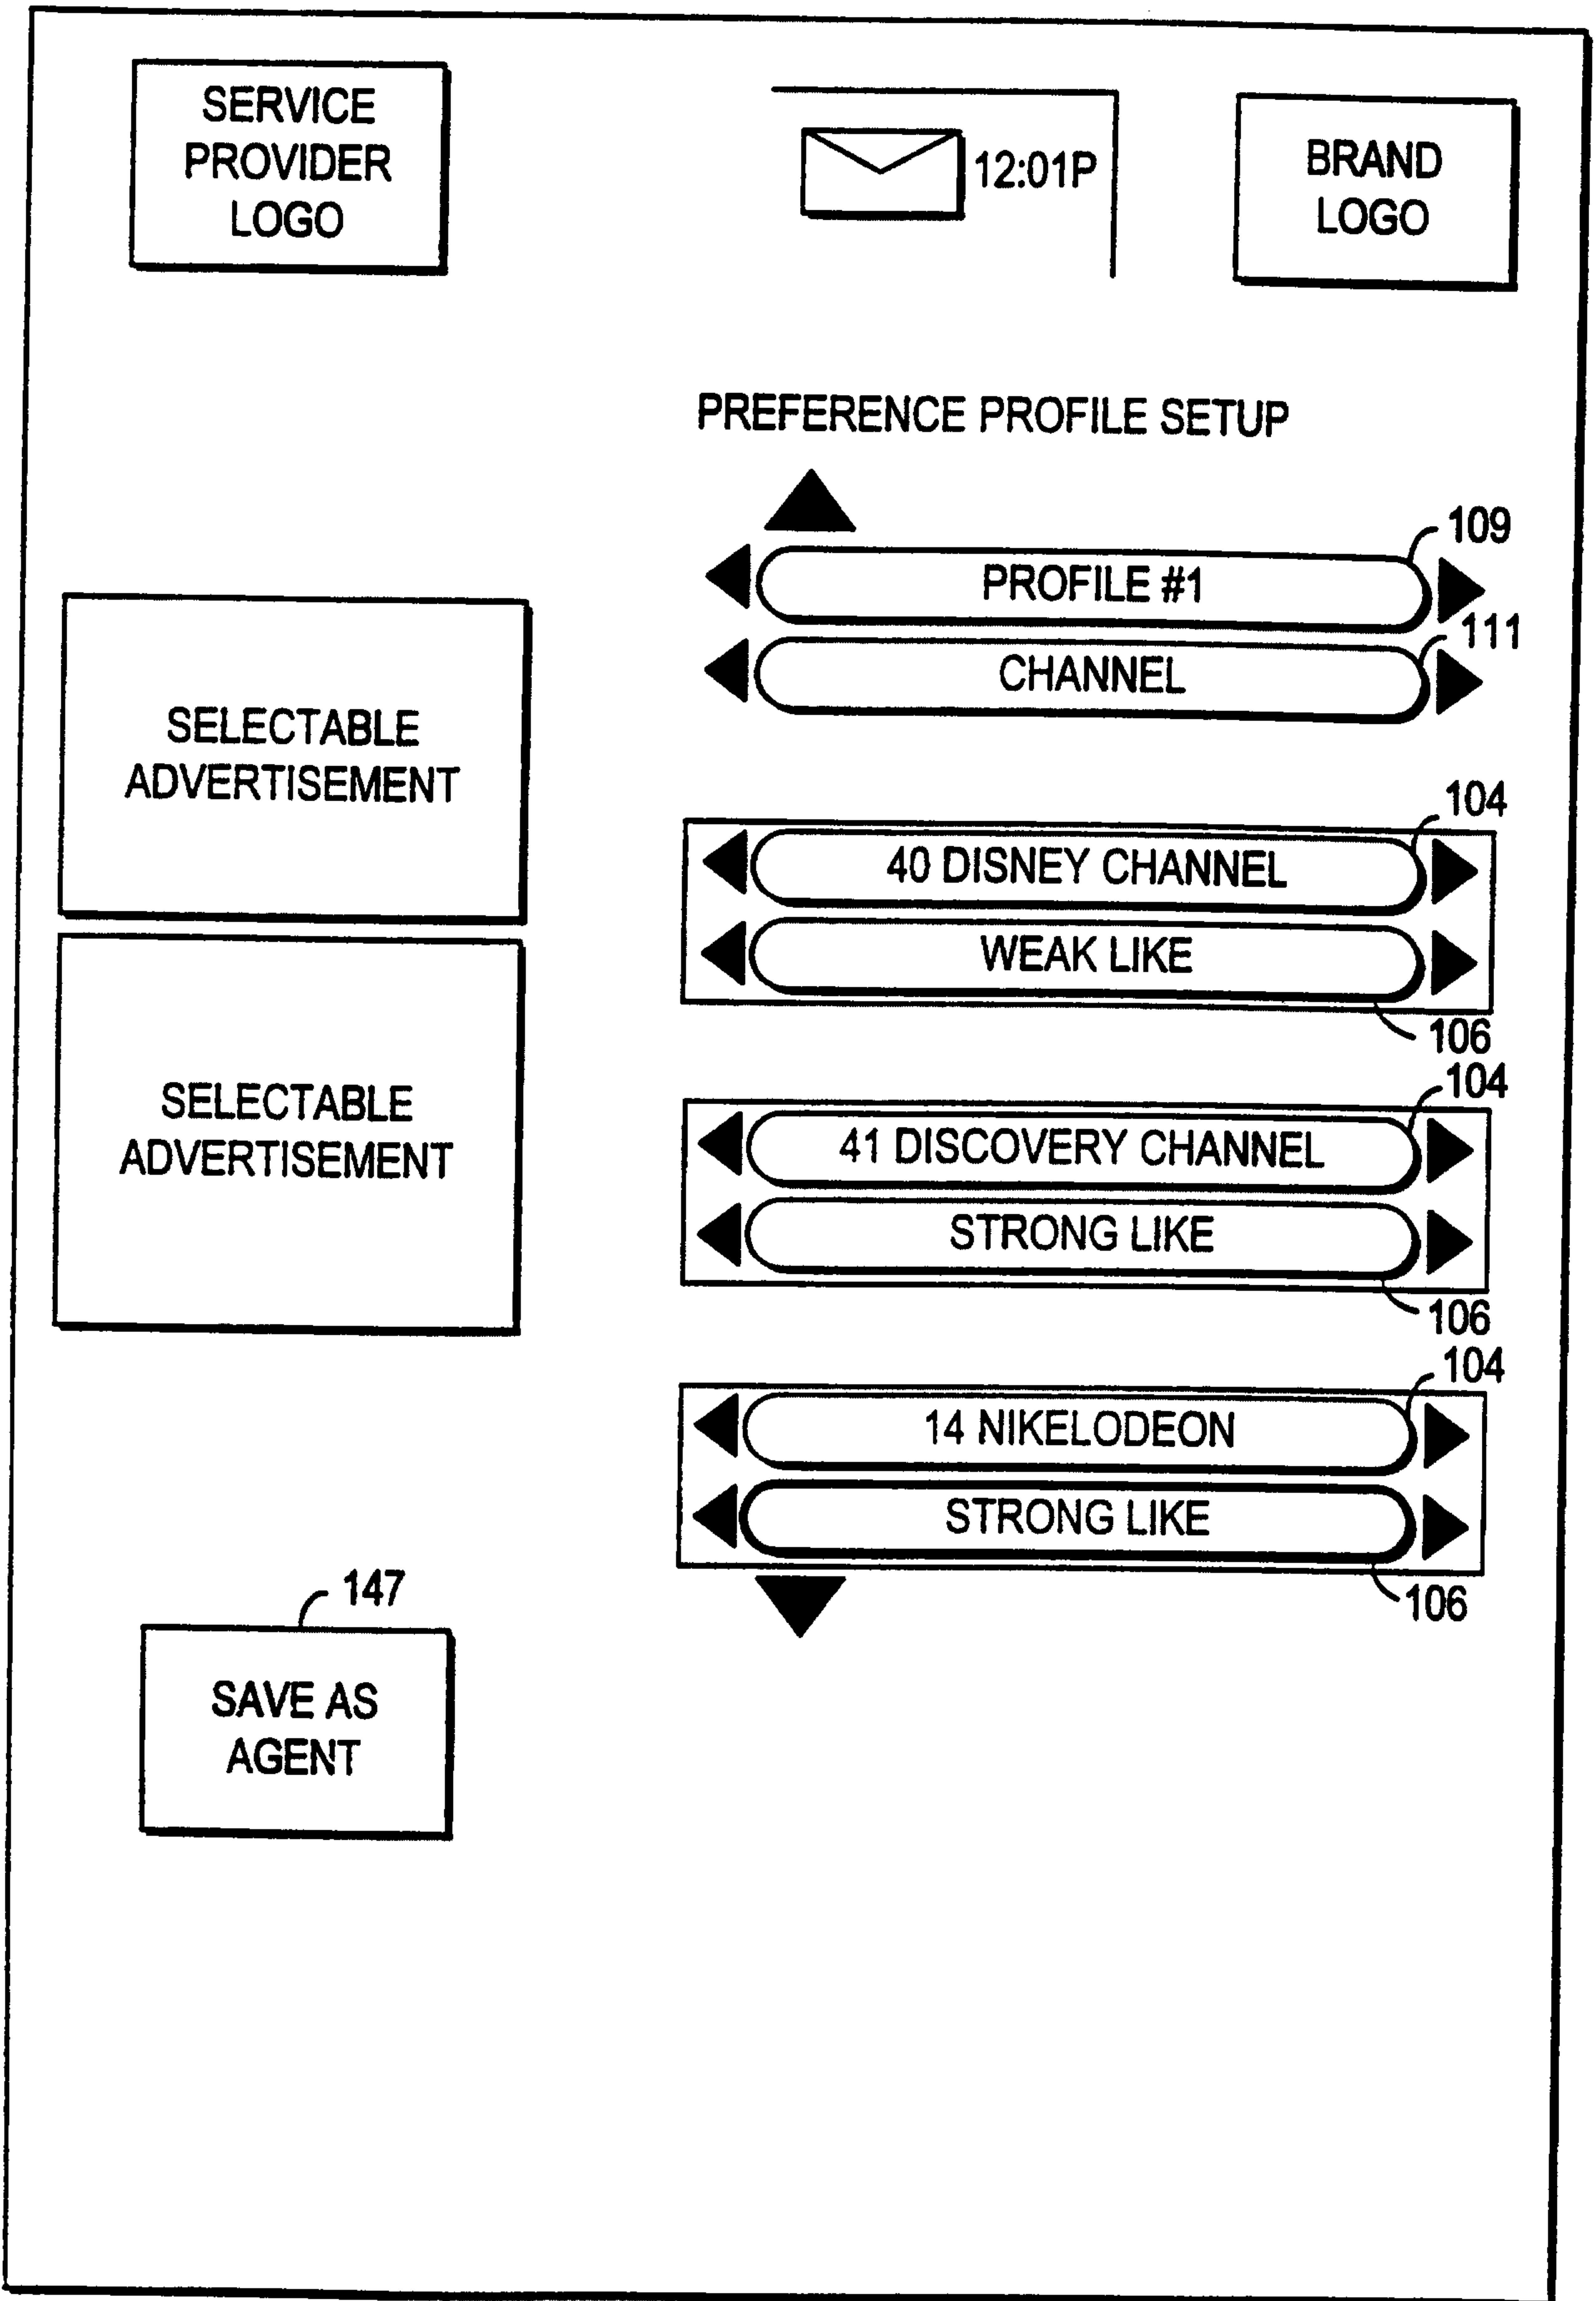 SERVICE
PROVIDER
LOGO
12:01P
BRAND
LOGO
PREFERENCE PROFILE SETUP
109
PROFILE #1
111
CHANNEL
SELECTABLE
ADVERTISEMENT
104
40 DISNEY CHANNEL
WEAK LIKE
106
SELECTABLE
ADVERTISEMENT
104
41 DISCOVERY CHANNEL
STRONG LIKE
106
104
14 NIKELODEON
STRONG LIKE
106
147
SAVE AS
AGENT